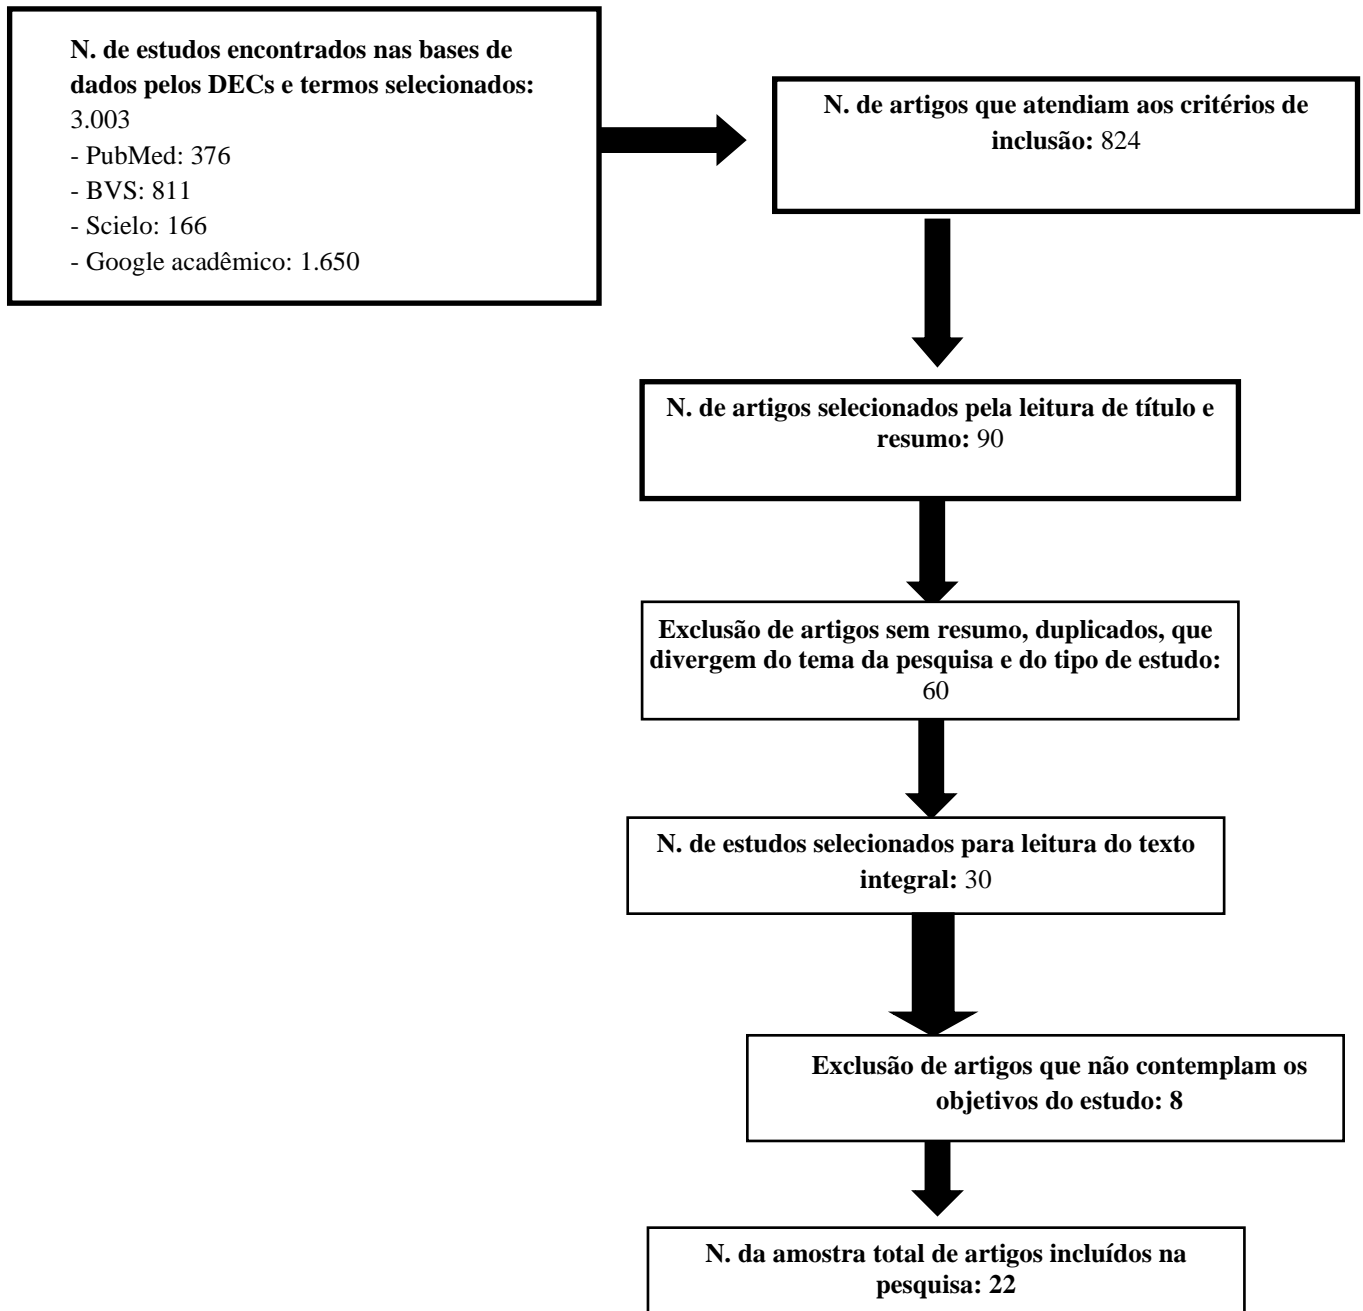 N. de estudos encontrados nas bases de
dados pelos DECs e termos selecionados:
3.003
- PubMed: 376
- BVS: 811
- Scielo: 166
- Google acadêmico: 1.650
N. de artigos que atendiam aos critérios de
inclusão: 824
N. de artigos selecionados pela leitura de título e
resumo: 90
Exclusão de artigos sem resumo, duplicados, que
divergem do tema da pesquisa e do tipo de estudo:
60
N. de estudos selecionados para leitura do texto
integral: 30
Exclusão de artigos que não contemplam os
objetivos do estudo: 8
N. da amostra total de artigos incluídos na
pesquisa: 22